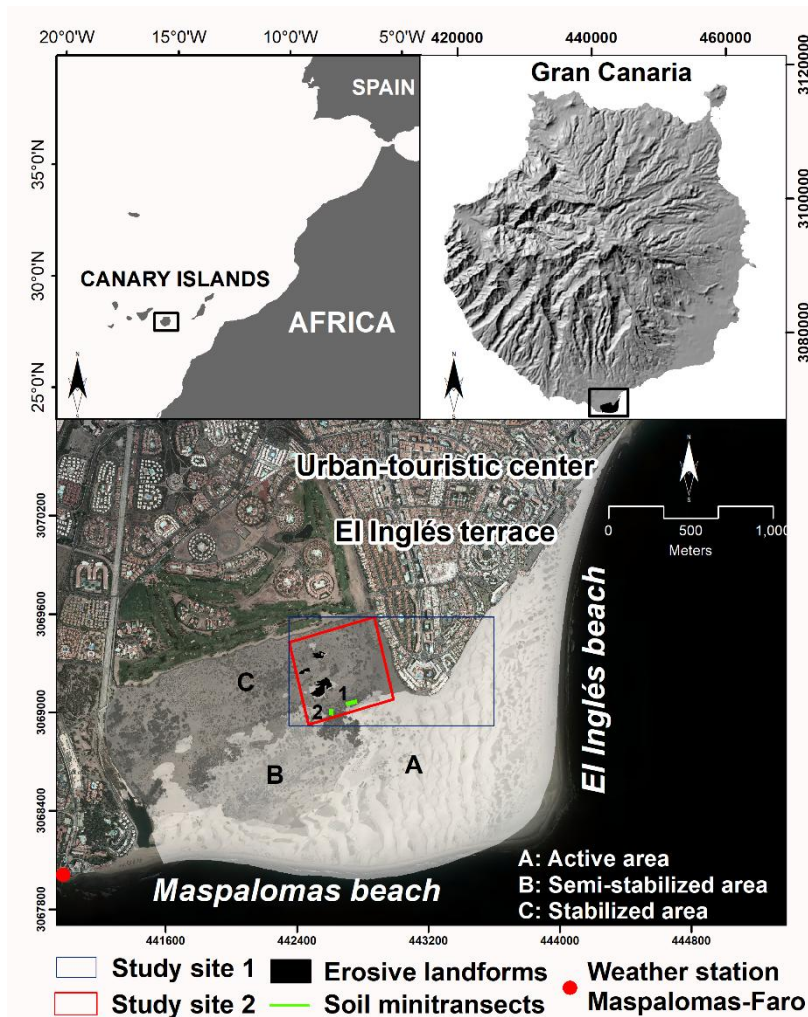 20°0'W 15°0'W 10°0'W 5°0'W 420000 440000 460000
SPAIN
Gran Canaria
3120000
3100000
3080000
35°0'N
30°0'N
25°0'N
CANARY ISLANDS
AFRICA
N
N
N
Urban-touristic center
El Inglés terrace
0 500 1,000
Meters
El Inglés beach
3070200
3069600
3069000
3068400
3067800
C
1
2
B
A
A: Active area
B: Semi-stabilized area
C: Stabilized area
Maspalomas beach
441600 442400 443200 444000 444800
Study site 1 Erosive landforms Weather station
Study site 2 Soil minitransects Maspalomas-Faro